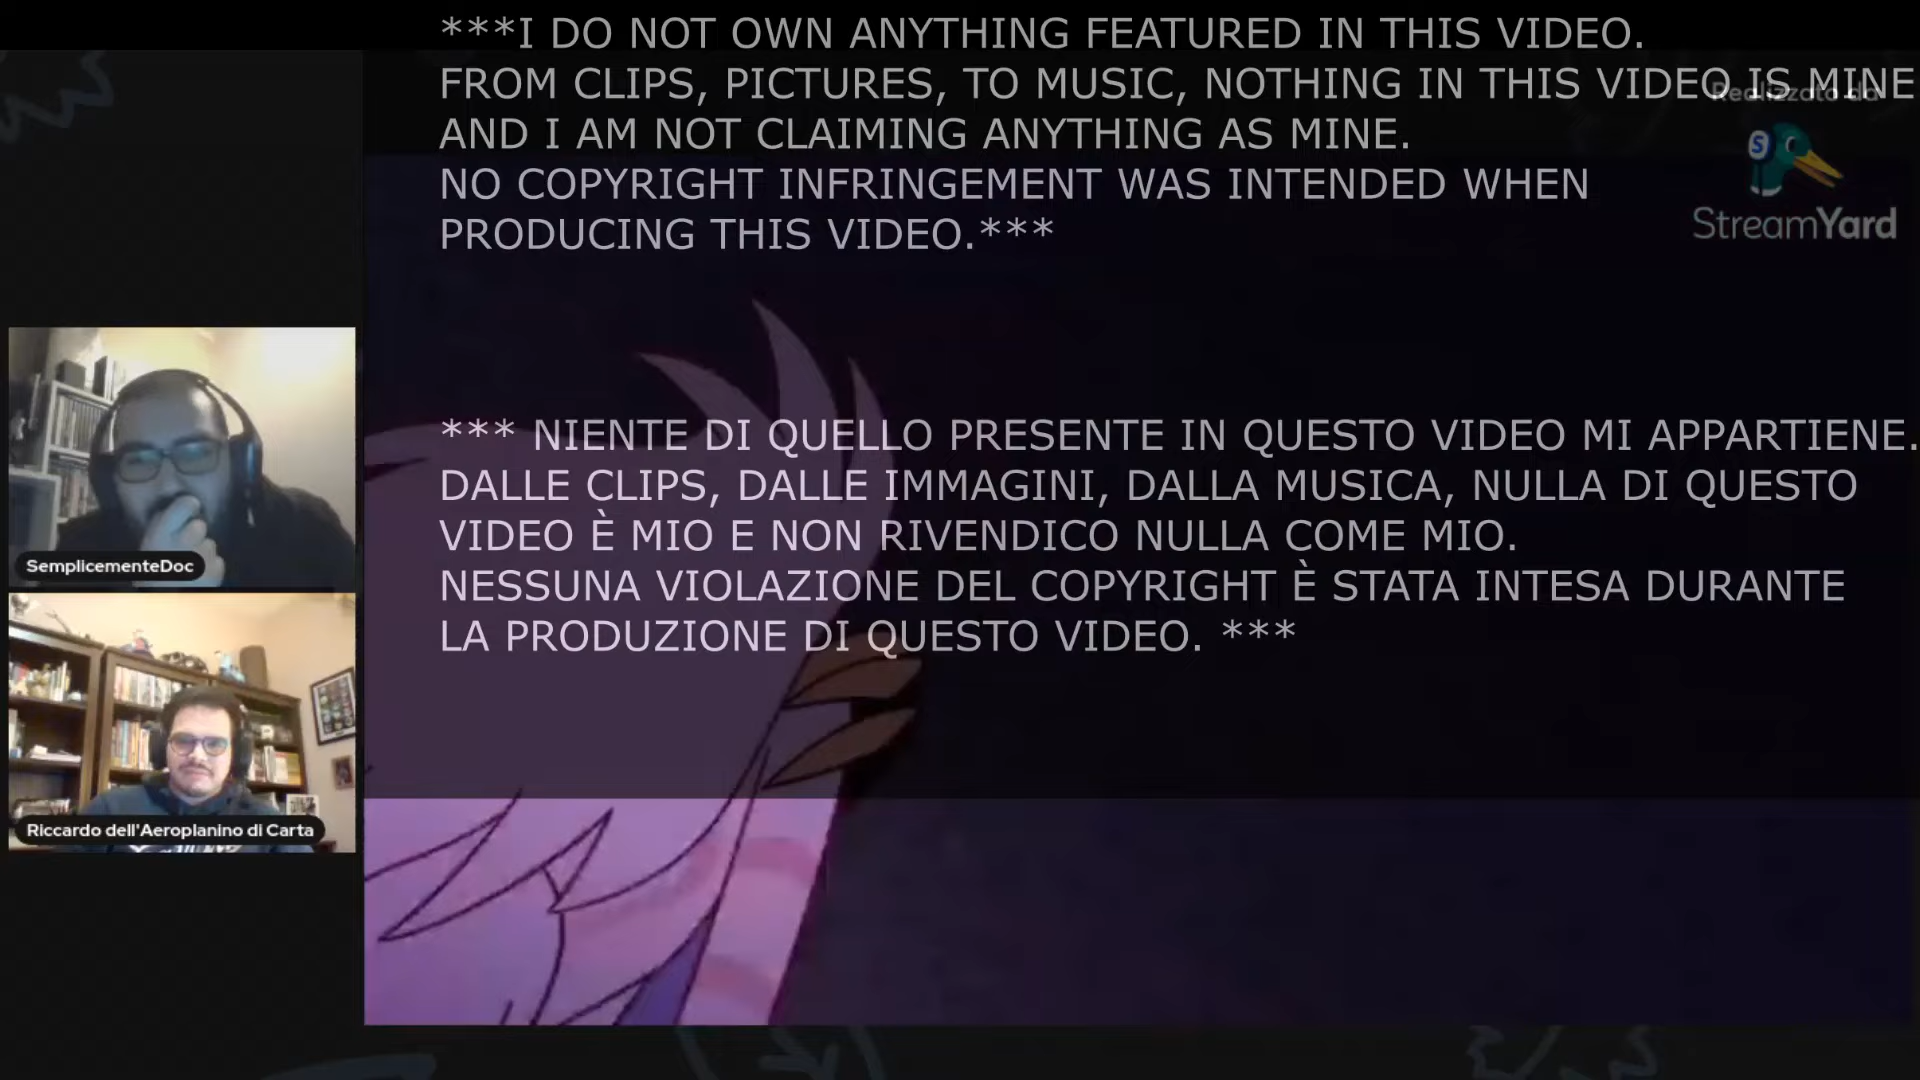 ***I DO NOT OWN ANYTHING FEATURED IN THIS VIDEO.
FROM CLIPS, PICTURES, TO MUSIC, NOTHING IN THIS VIDEO IS MINE
AND I AM NOT CLAIMING ANYTHING AS MINE.
NO COPYRIGHT INFRINGEMENT WAS INTENDED WHEN
PRODUCING THIS VIDEO.***
Realizzato da
S
StreamYard
*** NIENTE DI QUELLO PRESENTE IN QUESTO VIDEO MI APPARTIENE.
DALLE CLIPS, DALLE IMMAGINI, DALLA MUSICA, NULLA DI QUESTO
VIDEO È MIO E NON RIVENDICO NULLA COME MIO.
NESSUNA VIOLAZIONE DEL COPYRIGHT È STATA INTESA DURANTE
LA PRODUZIONE DI QUESTO VIDEO. ***
SemplicementeDoc
Riccardo dell'Aeroplanino di Carta